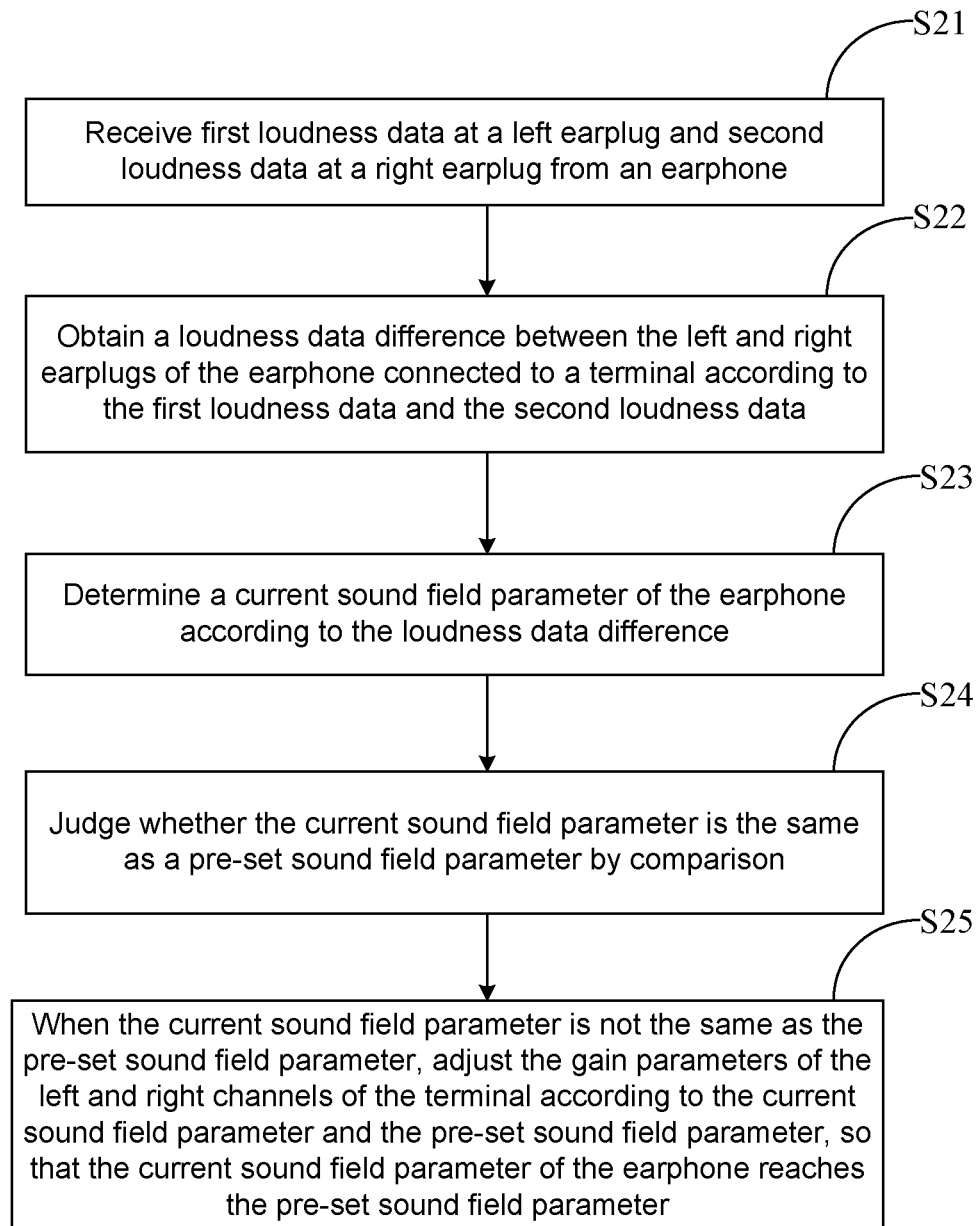 S21
Receive first loudness data at a left earplug and second
loudness data at a right earplug from an earphone
S22
Obtain a loudness data difference between the left and right
earplugs of the earphone connected to a terminal according to
the first loudness data and the second loudness data
S23
Determine a current sound field parameter of the earphone
according to the loudness data difference
S24
Judge whether the current sound field parameter is the same
as a pre-set sound field parameter by comparison
S25
When the current sound field parameter is not the same as the
pre-set sound field parameter, adjust the gain parameters of the
left and right channels of the terminal according to the current
sound field parameter and the pre-set sound field parameter, so
that the current sound field parameter of the earphone reaches
the pre-set sound field parameter